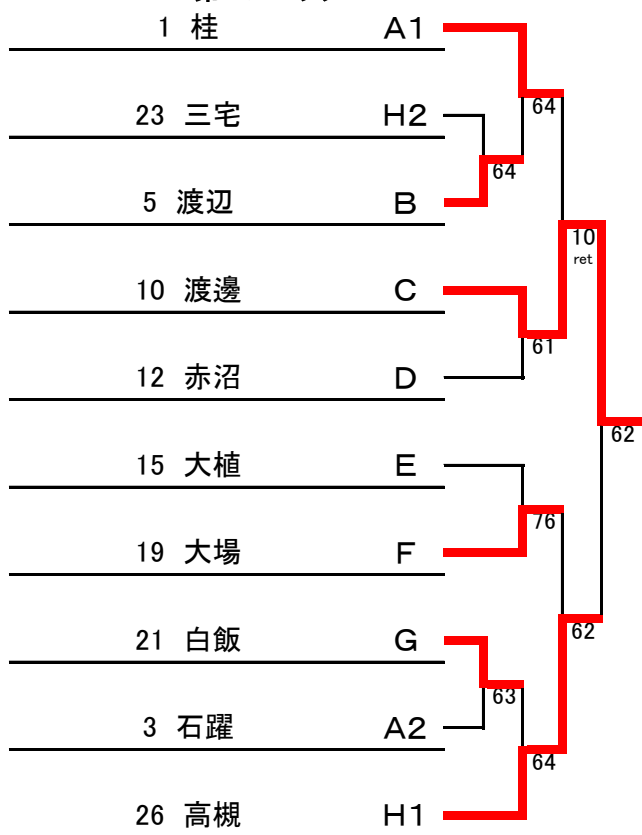 1 桂 A1
64
23 三宅 H2
64
5 渡辺 B
10
ret
10 渡邊 C
61
12 赤沼 D
62
15 大植 E
76
19 大場 F
62
21 白飯 G
63
3 石躍 A2
64
26 高槻 H1